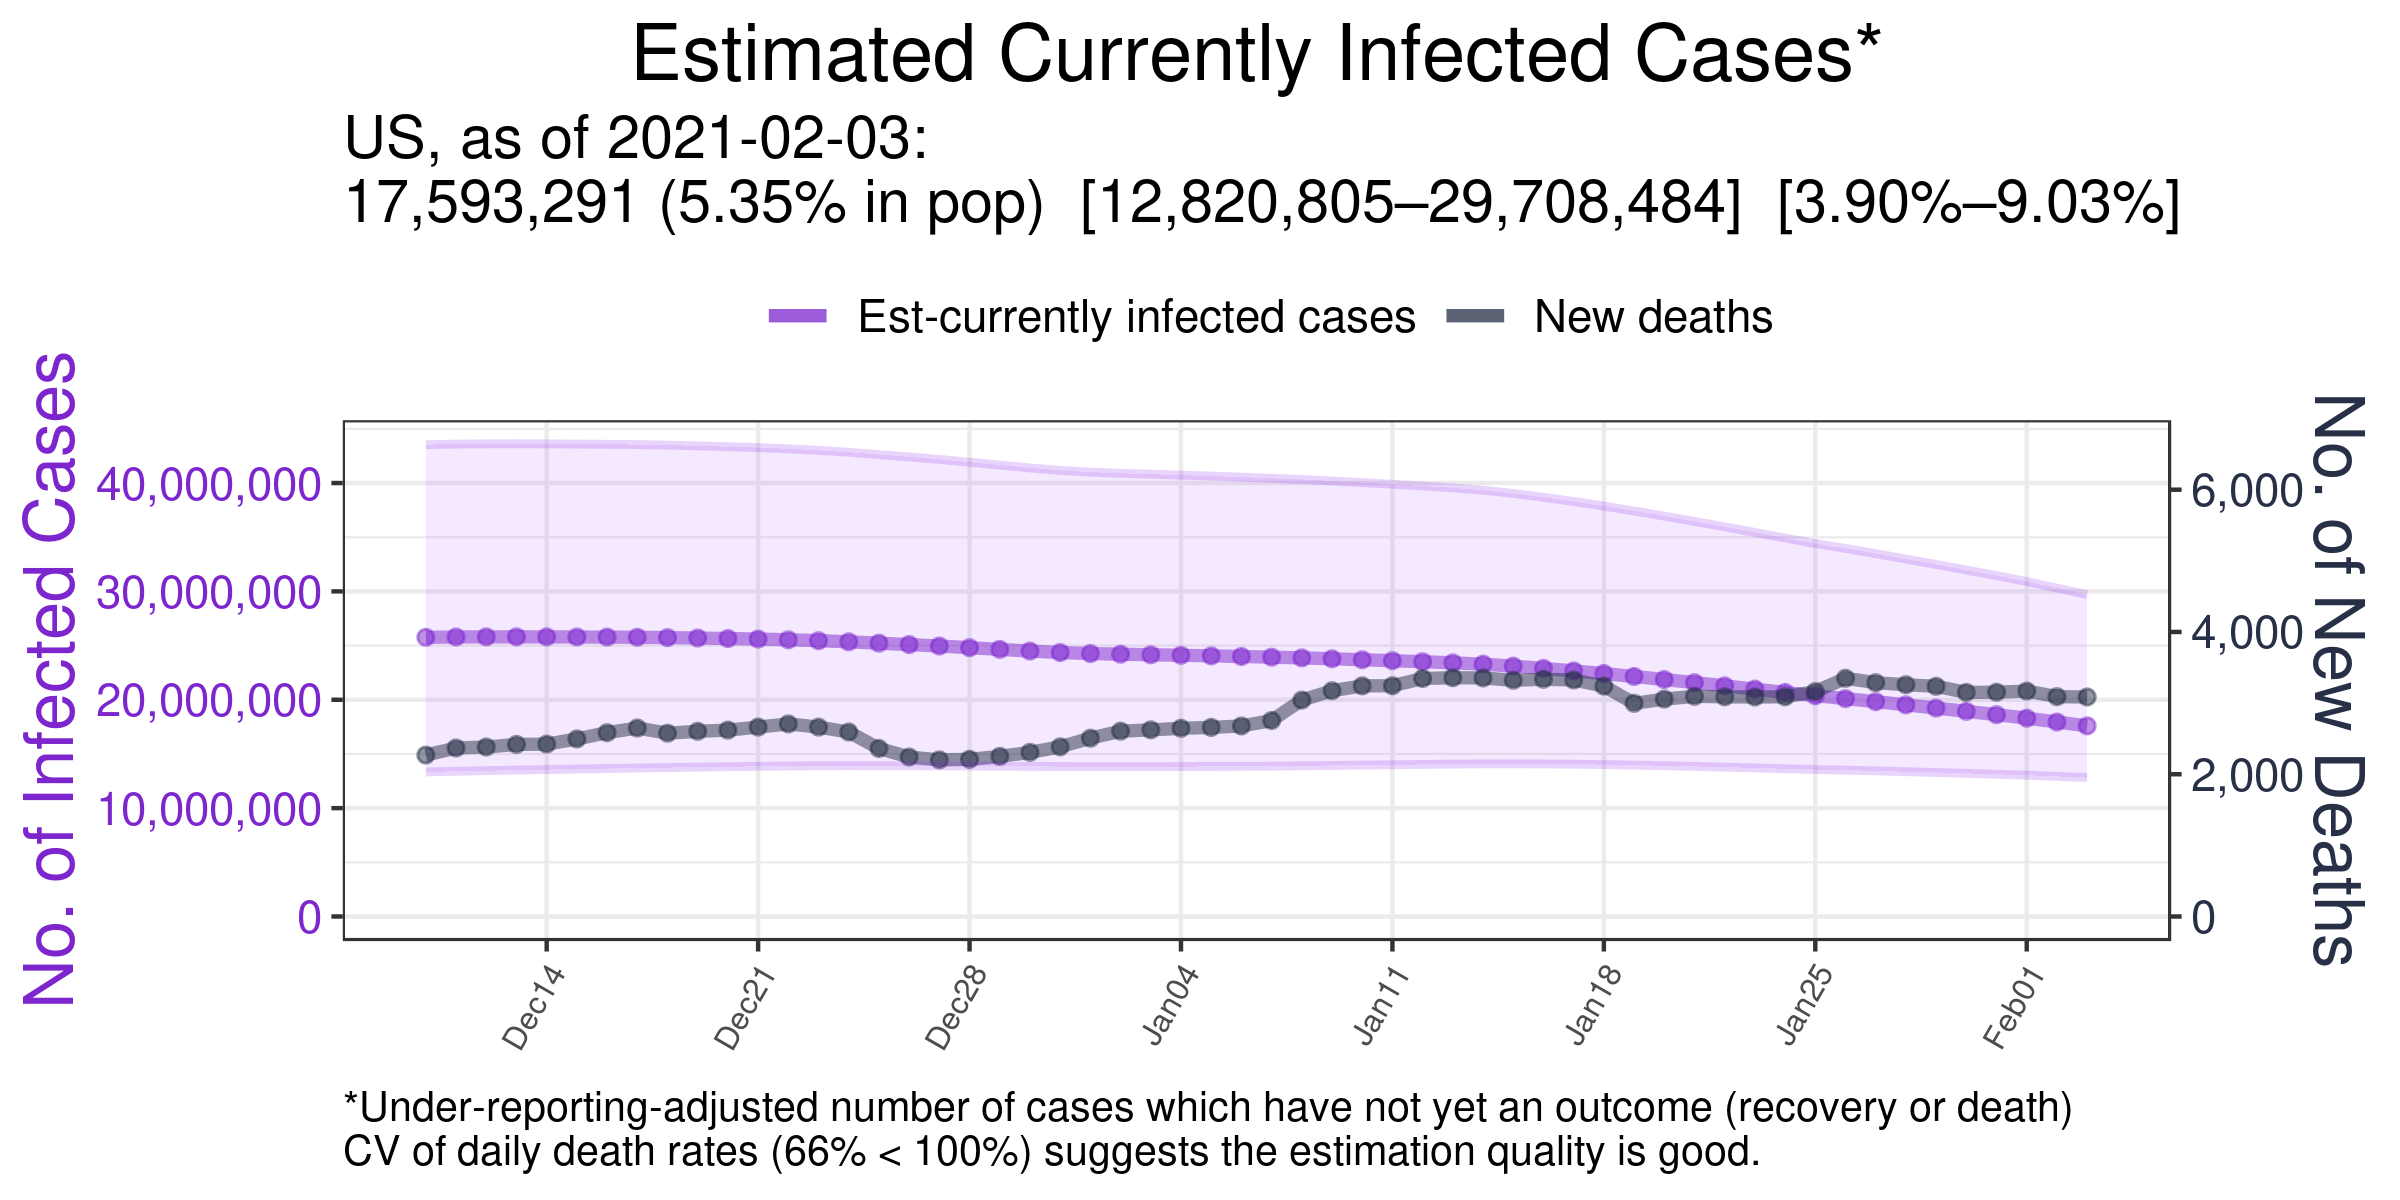 Estimated Currently Infected Cases*
US, as of 2021-02-03:
17,593,291 (5.35% in pop)  [12,820,805–29,708,484]  [3.90%–9.03%]
Est-currently infected cases
New deaths
No. of Infected Cases
40,000,000
30,000,000
20,000,000
10,000,000
0
6,000
4,000
2,000
0
No. of New Deaths
Dec14
Dec21
Dec28
Jan04
Jan11
Jan18
Jan25
Feb01
*Under-reporting-adjusted number of cases which have not yet an outcome (recovery or death)
CV of daily death rates (66% < 100%) suggests the estimation quality is good.